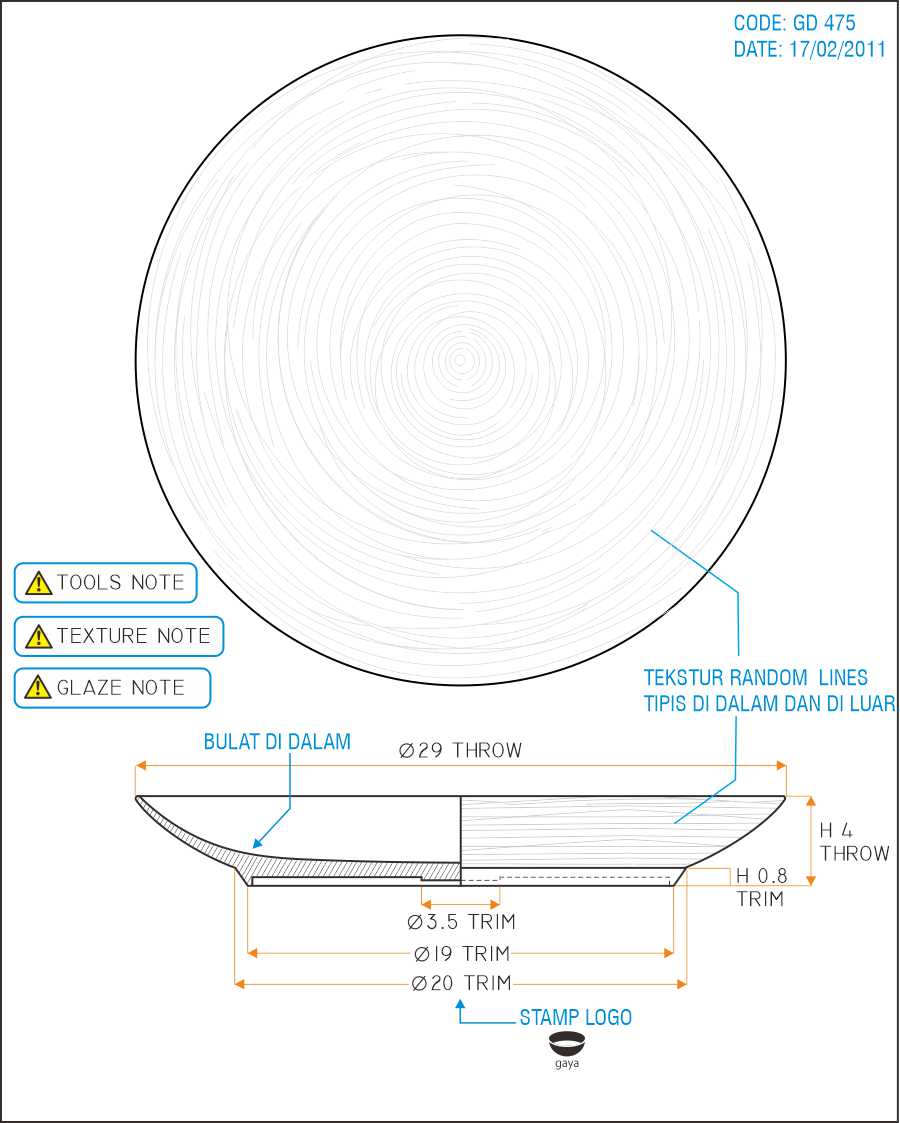 CODE: GD 475
DATE: 17/02/2011
TOOLS NOTE
TEXTURE NOTE
GLAZE NOTE
TEKSTUR RANDOM LINES
TIPIS DI DALAM DAN DI LUAR
BULAT DI DALAM
Ø29 THROW
H 4
THROW
H 0.8
TRIM
Ø3.5 TRIM
Ø19 TRIM
Ø20 TRIM
STAMP LOGO
gaya